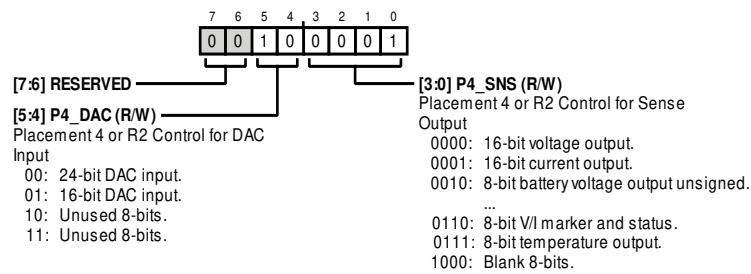 7 6 5 4 3 2 1 0
0 0 1 0 0 0 0 1
[7:6] RESERVED
[5:4] P4_DAC (R/W)
Placement 4 or R2 Control for DAC
Input
00: 24-bit DAC input.
01: 16-bit DAC input.
10: Unused 8-bits.
11: Unused 8-bits.
[3:0] P4_SNS (R/W)
Placement 4 or R2 Control for Sense
Output
0000: 16-bit voltage output.
0001: 16-bit current output.
0010: 8-bit battery voltage output unsigned.
...
0110: 8-bit V/I marker and status.
0111: 8-bit temperature output.
1000: Blank 8-bits.